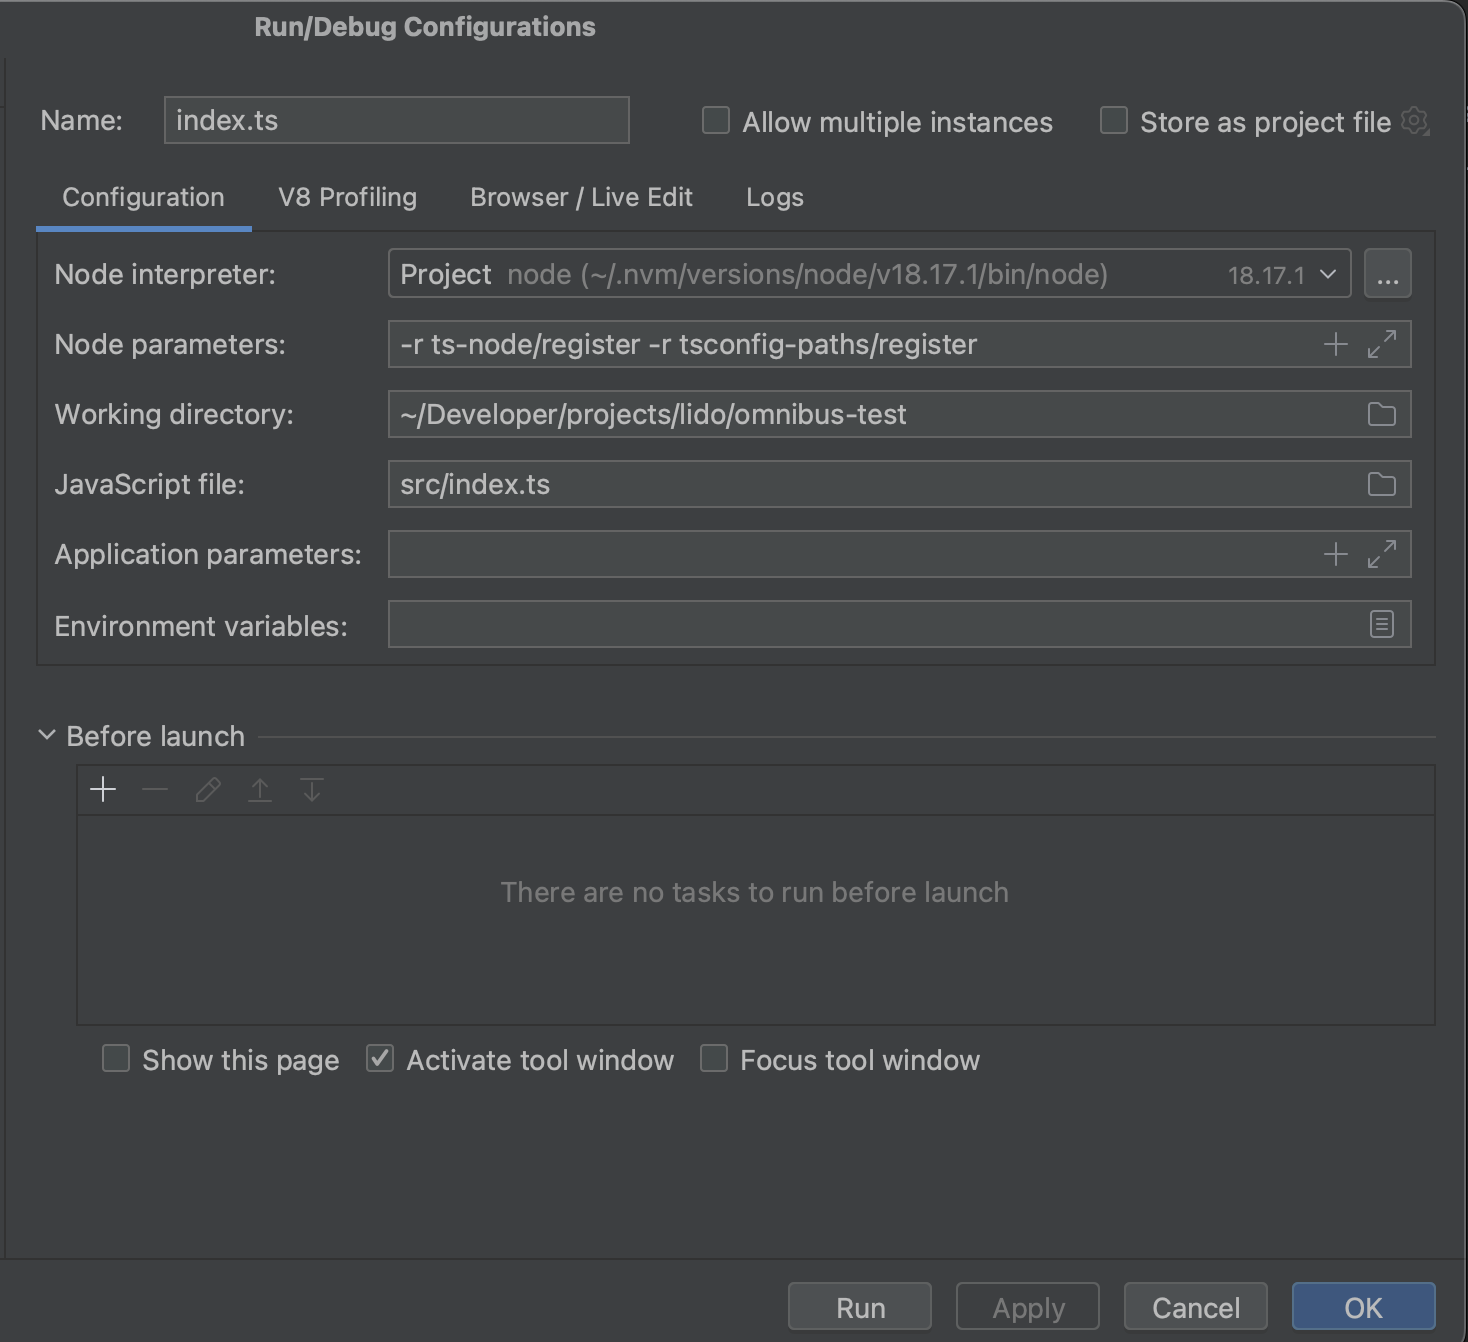 Run/Debug Configurations
Name: index.ts Allow multiple instances Store as project file
Configuration V8 Profiling Browser / Live Edit Logs
Node interpreter: Project node (~/.nvm/versions/node/v18.17.1/bin/node) 18.17.1 ...
Node parameters: -r ts-node/register -r tsconfig-paths/register
Working directory: ~/Developer/projects/lido/omnibus-test
JavaScript file: src/index.ts
Application parameters:
Environment variables:
Before launch
There are no tasks to run before launch
Show this page Activate tool window Focus tool window
Run Apply Cancel OK